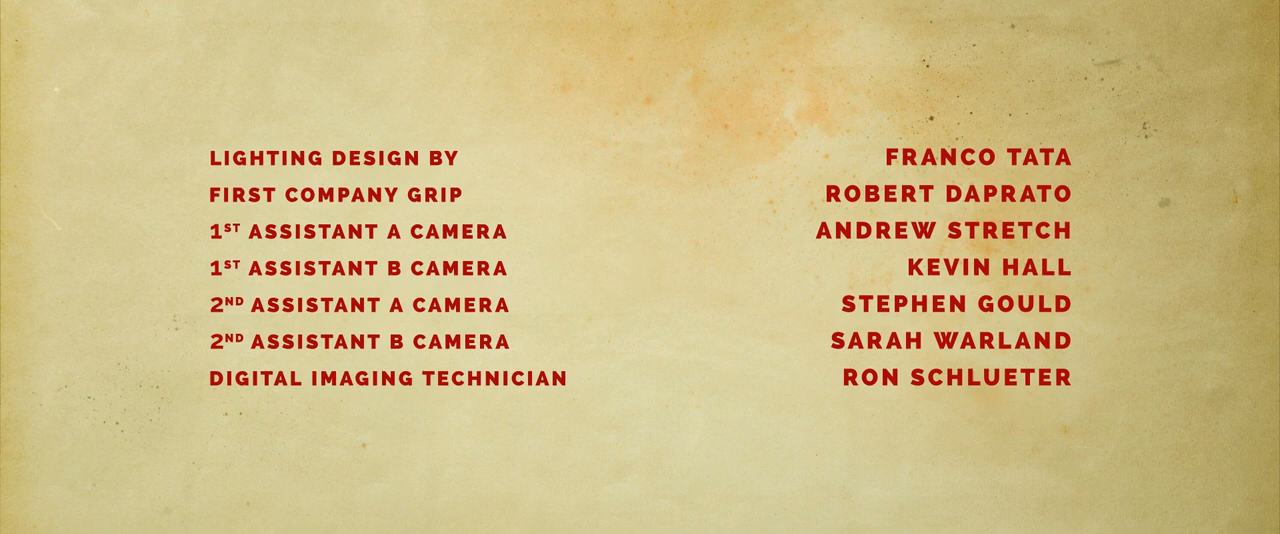 LIGHTING DESIGN BY FRANCO TATA
FIRST COMPANY GRIP ROBERT DAPRATO
1ST ASSISTANT A CAMERA ANDREW STRETCH
1ST ASSISTANT B CAMERA KEVIN HALL
2ND ASSISTANT A CAMERA STEPHEN GOULD
2ND ASSISTANT B CAMERA SARAH WARLAND
DIGITAL IMAGING TECHNICIAN RON SCHLUETER